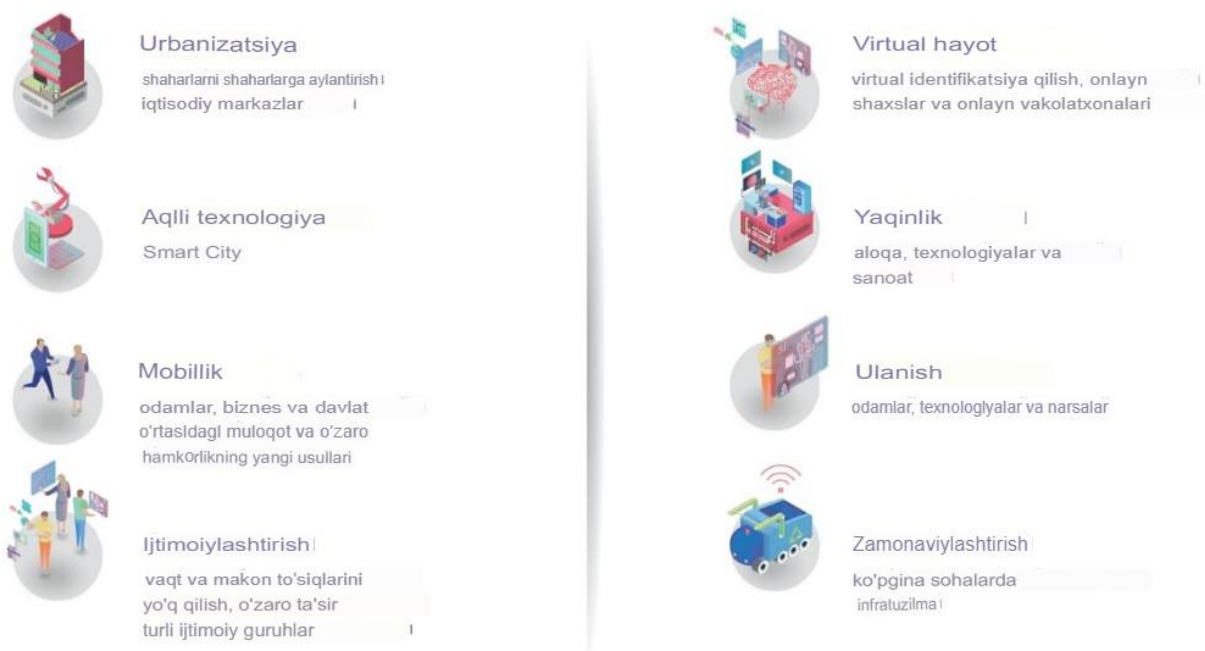 Urbanizatsiya
shaharlarni shaharlarga aylantirish
iqtisodiy markazlar
Aqlli texnologiya
Smart City
Mobillik
odamlar, biznes va davlat
o'rtasidagi muloqot va o'zaro
hamkorlikning yangi usullari
Ijtimoiylashtirish
vaqt va makon to'siqlarini
yo'q qilish, o'zaro ta'sir
turli ijtimoiy guruhlar
Virtual hayot
virtual identifikatsiya qilish, onlayn
shaxslar va onlayn vakolatxonalari
Yaqinlik
aloqa, texnologiyalar va
sanoat
Ulanish
odamlar, texnologiyalar va narsalar
Zamonaviylashtirish
ko'pgina sohalarda
infratuzilma